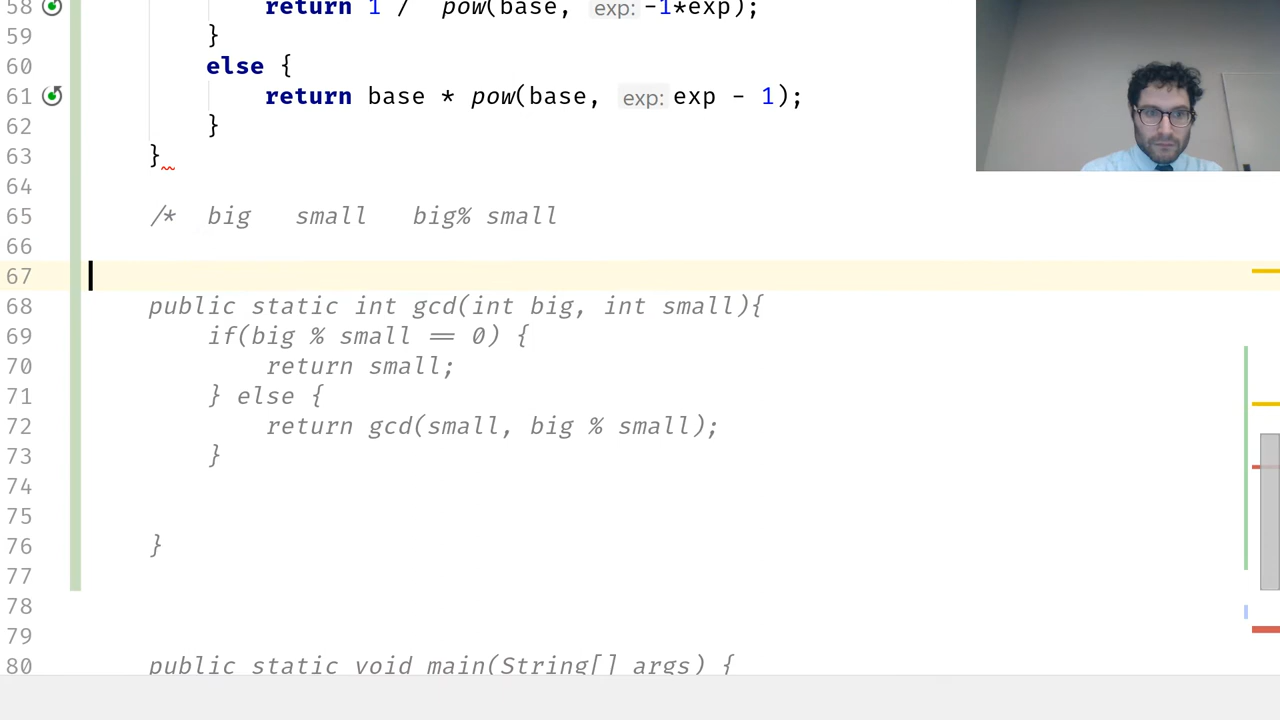 58 return 1 / pow(base, exp: -1*exp);
59 }
60 else {
61 return base * pow(base, exp: exp - 1);
62 }
63 }
64
65 /* big small big% small
66
67
68 public static int gcd(int big, int small){
69 if(big % small == 0) {
70 return small;
71 } else {
72 return gcd(small, big % small);
73 }
74
75
76 }
77
78
79
80 public static void main(String[] args) {